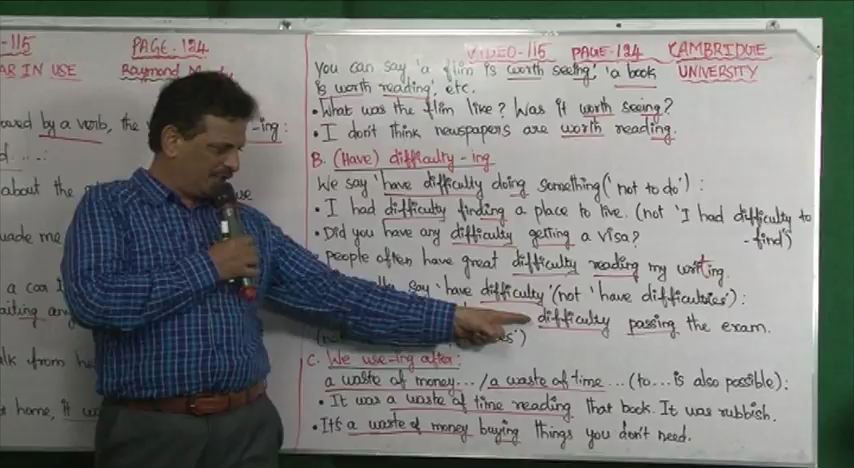 -115 PAGE-124
AR IN USE Raymond
owed by a verb, the -ing:
d ....:
about the use
uade me
a car
aiting an
alk from he
t home, it w
VIDEO-115 PAGE-124 CAMBRIDGE
UNIVERSITY
You can say 'a flim is worth seeing', 'a book
is worth reading', etc.
• What was the flim like? Was it worth seeing?
• I don't think newspapers are worth reading.
B. (Have) difficulty-ing
We say 'have difficulty doing something ('not to do') :
• I had difficulty finding a place to live. (not 'I had difficulty to
-find')
• Did you have any difficulty getting a visa?
• people often have great difficulty reading my writing.
say 'have difficulty' (not 'have difficulties'):
difficulty passing the exam.
C. We use-ing after:
a waste of money... / a waste of time... (to... is also possible):
• It was a waste of time reading that book. It was rubbish.
• It's a waste of money buying things you don't need.